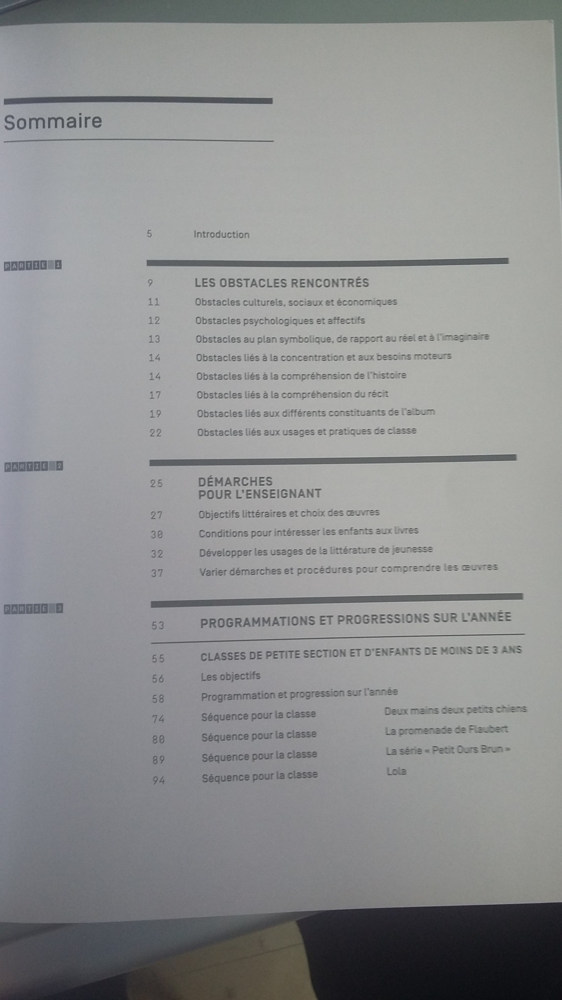 Sommaire
5 Introduction
PARTIE 1
9 LES OBSTACLES RENCONTRÉS
11 Obstacles culturels, sociaux et économiques
12 Obstacles psychologiques et affectifs
13 Obstacles au plan symbolique, de rapport au réel et à l'imaginaire
14 Obstacles liés à la concentration et aux besoins moteurs
14 Obstacles liés à la compréhension de l'histoire
17 Obstacles liés à la compréhension du récit
19 Obstacles liés aux différents constituants de l'album
22 Obstacles liés aux usages et pratiques de classe
PARTIE 2
25 DÉMARCHES
POUR L'ENSEIGNANT
27 Objectifs littéraires et choix des œuvres
30 Conditions pour intéresser les enfants aux livres
32 Développer les usages de la littérature de jeunesse
37 Varier démarches et procédures pour comprendre les œuvres
PARTIE 3
53 PROGRAMMATIONS ET PROGRESSIONS SUR L'ANNÉE
55 CLASSES DE PETITE SECTION ET D'ENFANTS DE MOINS DE 3 ANS
56 Les objectifs
58 Programmation et progression sur l'année
74 Séquence pour la classe Deux mains deux petits chiens
80 Séquence pour la classe La promenade de Flaubert
89 Séquence pour la classe La série « Petit Ours Brun »
94 Séquence pour la classe Lola